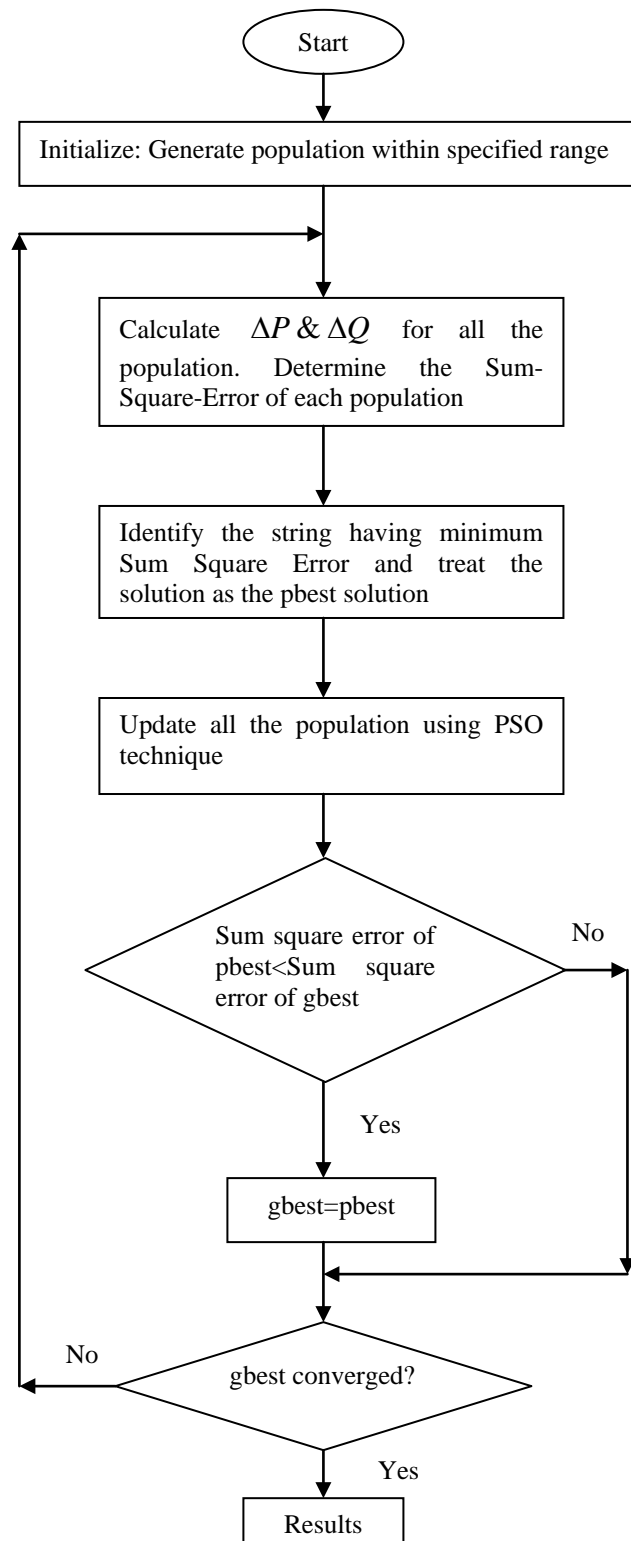 Start
Initialize: Generate population within specified range
Calculate ΔP & ΔQ for all the
population. Determine the Sum-
Square-Error of each population
Identify the string having minimum
Sum Square Error and treat the
solution as the pbest solution
Update all the population using PSO
technique
Sum square error of
pbest<Sum square
error of gbest
No
Yes
gbest=pbest
No
gbest converged?
Yes
Results